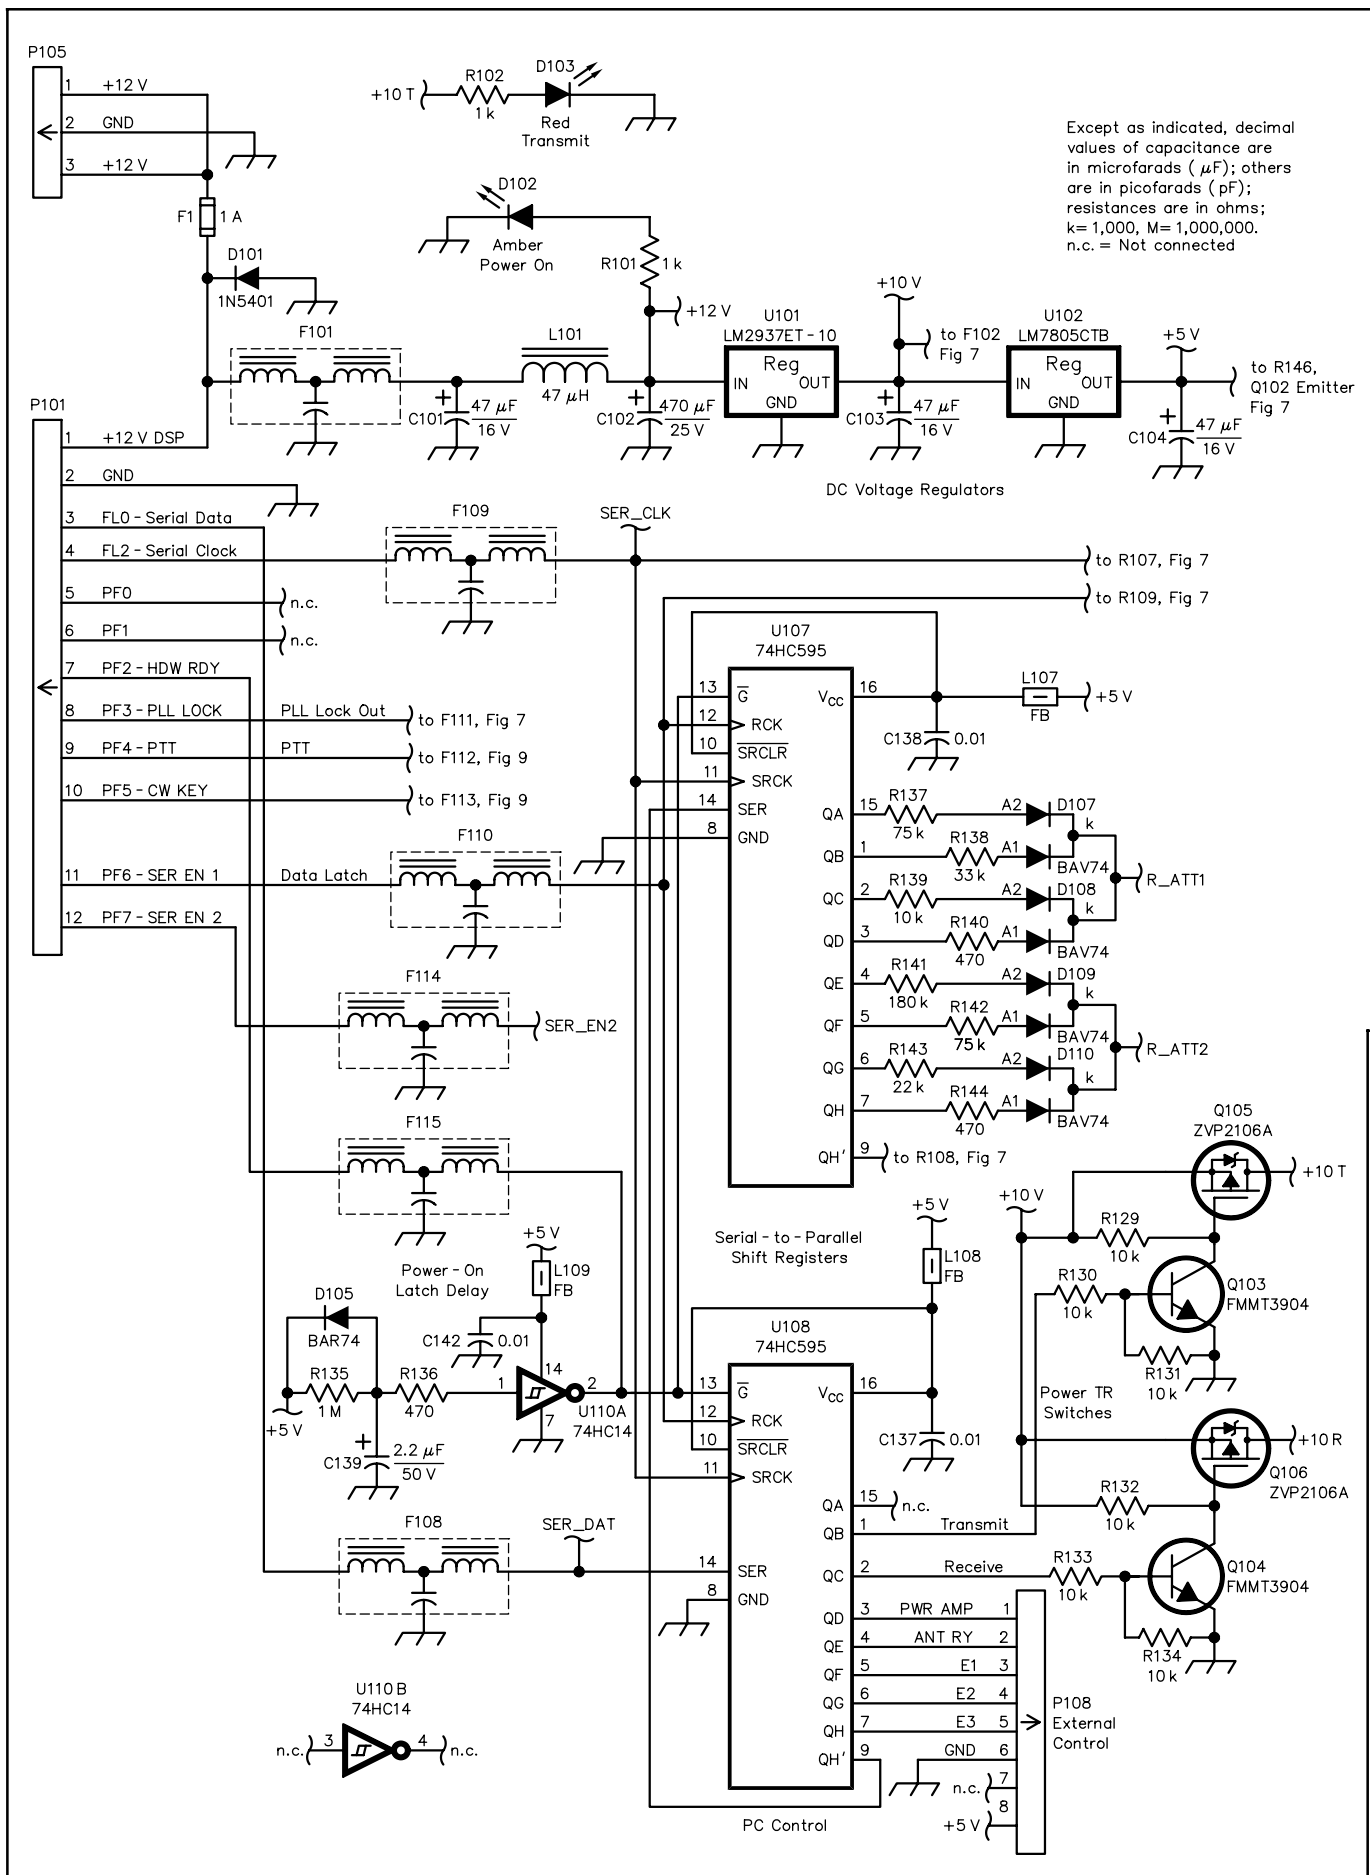 P105
1 +12 V
2 GND
3 +12 V
F1 1 A
+10 T
R102
1 k
D103
Red
Transmit
D102
Amber
Power On
R101 1 k
Except as indicated, decimal
values of capacitance are
in microfarads ( μF); others
are in picofarads ( pF);
resistances are in ohms;
k= 1,000, M= 1,000,000.
n.c. = Not connected
D101
1N5401
F101
L101
47 μH
+12 V
C101 + 47 μF
16 V
C102 + 470 μF
25 V
U101
LM2937ET - 10
Reg
IN OUT
GND
+10 V
to F102
Fig 7
C103 + 47 μF
16 V
U102
LM7805CTB
Reg
IN OUT
GND
+5 V
to R146,
Q102 Emitter
Fig 7
C104 + 47 μF
16 V
DC Voltage Regulators
P101
1 +12 V DSP
2 GND
3 FL0 - Serial Data
4 FL2 - Serial Clock
5 PF0 n.c.
6 PF1 n.c.
7 PF2 - HDW RDY
8 PF3 - PLL LOCK PLL Lock Out to F111, Fig 7
9 PF4 - PTT PTT to F112, Fig 9
10 PF5 - CW KEY to F113, Fig 9
11 PF6 - SER EN 1 Data Latch
12 PF7 - SER EN 2
F109
SER_CLK
to R107, Fig 7
to R109, Fig 7
F110
F114
SER_EN2
F115
U107
74HC595
13 G
12 RCK
10 SRCLR
11 SRCK
14 SER
8 GND
VCC 16
L107
FB
+5 V
C138 0.01
QA 15 R137 75 k A2 D107 k
QB 1 R138 33 k A1 BAV74
R_ATT1
QC 2 R139 10 k A2 D108 k
QD 3 R140 470 A1 BAV74
QE 4 R141 180 k A2 D109 k
QF 5 R142 75 k A1 BAV74
R_ATT2
QG 6 R143 22 k A2 D110 k
QH 7 R144 470 A1 BAV74
QH' 9 to R108, Fig 7
Serial - to - Parallel
Shift Registers
Power - On
Latch Delay
+5 V
L109
FB
C142 0.01
D105
BAR74
R135
1 M
+5 V
R136
470
C139 + 2.2 μF
50 V
1 14 2
7
U110A
74HC14
F108
SER_DAT
U110 B
74HC14
n.c. 3 4 n.c.
U108
74HC595
13 G
12 RCK
10 SRCLR
11 SRCK
14 SER
8 GND
+5 V
L108
FB
VCC 16
C137 0.01
QA 15 n.c.
QB 1 Transmit
QC 2 Receive
QD 3 PWR AMP 1
QE 4 ANT RY 2
QF 5 E1 3
QG 6 E2 4
QH 7 E3 5
QH' 9 GND 6
n.c. 7
+5 V 8
P108
External
Control
PC Control
Q105
ZVP2106A
+10 T
+10 V
R129
10 k
R130
10 k
Q103
FMMT3904
R131
10 k
Power TR
Switches
+10 R
Q106
ZVP2106A
R132
10 k
R133
10 k
Q104
FMMT3904
R134
10 k